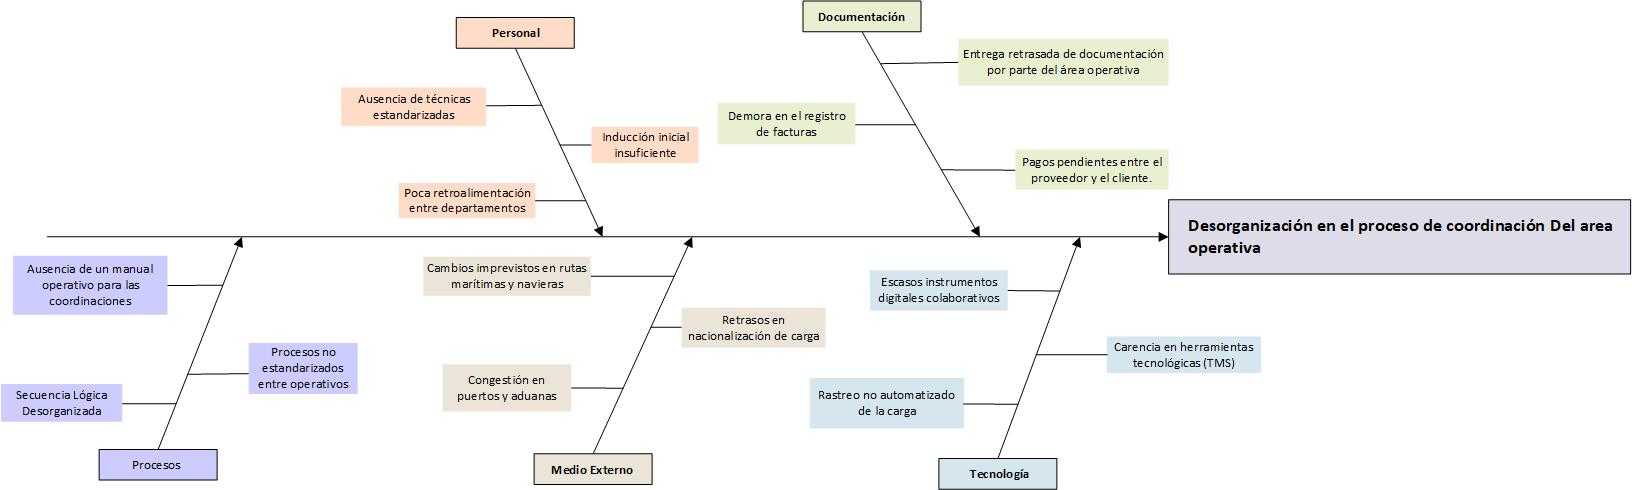 Documentación
Personal
Entrega retrasada de documentación
por parte del área operativa
Ausencia de técnicas
estandarizadas
Demora en el registro
de facturas
Inducción inicial
insuficiente
Pagos pendientes entre el
proveedor y el cliente.
Poca retroalimentación
entre departamentos
Desorganización en el proceso de coordinación Del area
operativa
Ausencia de un manual
operativo para las
coordinaciones
Cambios imprevistos en rutas
marítimas y navieras
Escasos instrumentos
digitales colaborativos
Retrasos en
nacionalización de carga
Procesos no
estandarizados
entre operativos
Carencia en herramientas
tecnológicas (TMS)
Secuencia Lógica
Desorganizada
Congestión en
puertos y aduanas
Rastreo no automatizado
de la carga
Procesos
Medio Externo
Tecnología